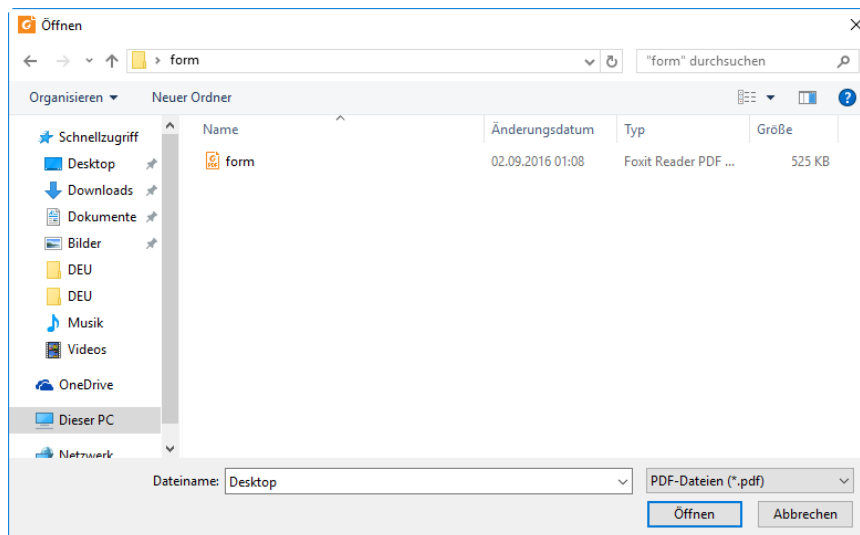 Öffnen
form
"form" durchsuchen
Organisieren
Neuer Ordner
Name
Änderungsdatum
Typ
Größe
form
02.09.2016 01:08
Foxit Reader PDF ...
525 KB
Schnellzugriff
Desktop
Downloads
Dokumente
Bilder
DEU
DEU
Musik
Videos
OneDrive
Dieser PC
Netzwerk
Dateiname:
Desktop
PDF-Dateien (*.pdf)
Öffnen
Abbrechen